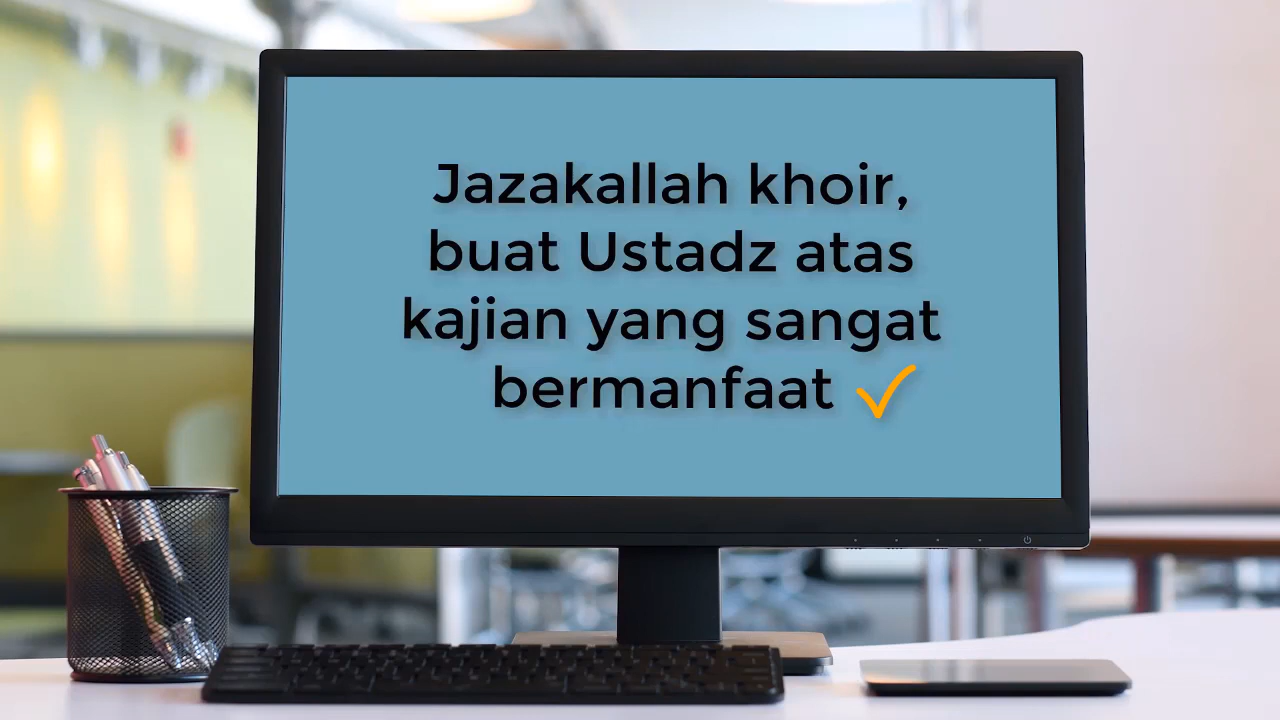 Jazakallah khoir,
buat Ustadz atas
kajian yang sangat
bermanfaat